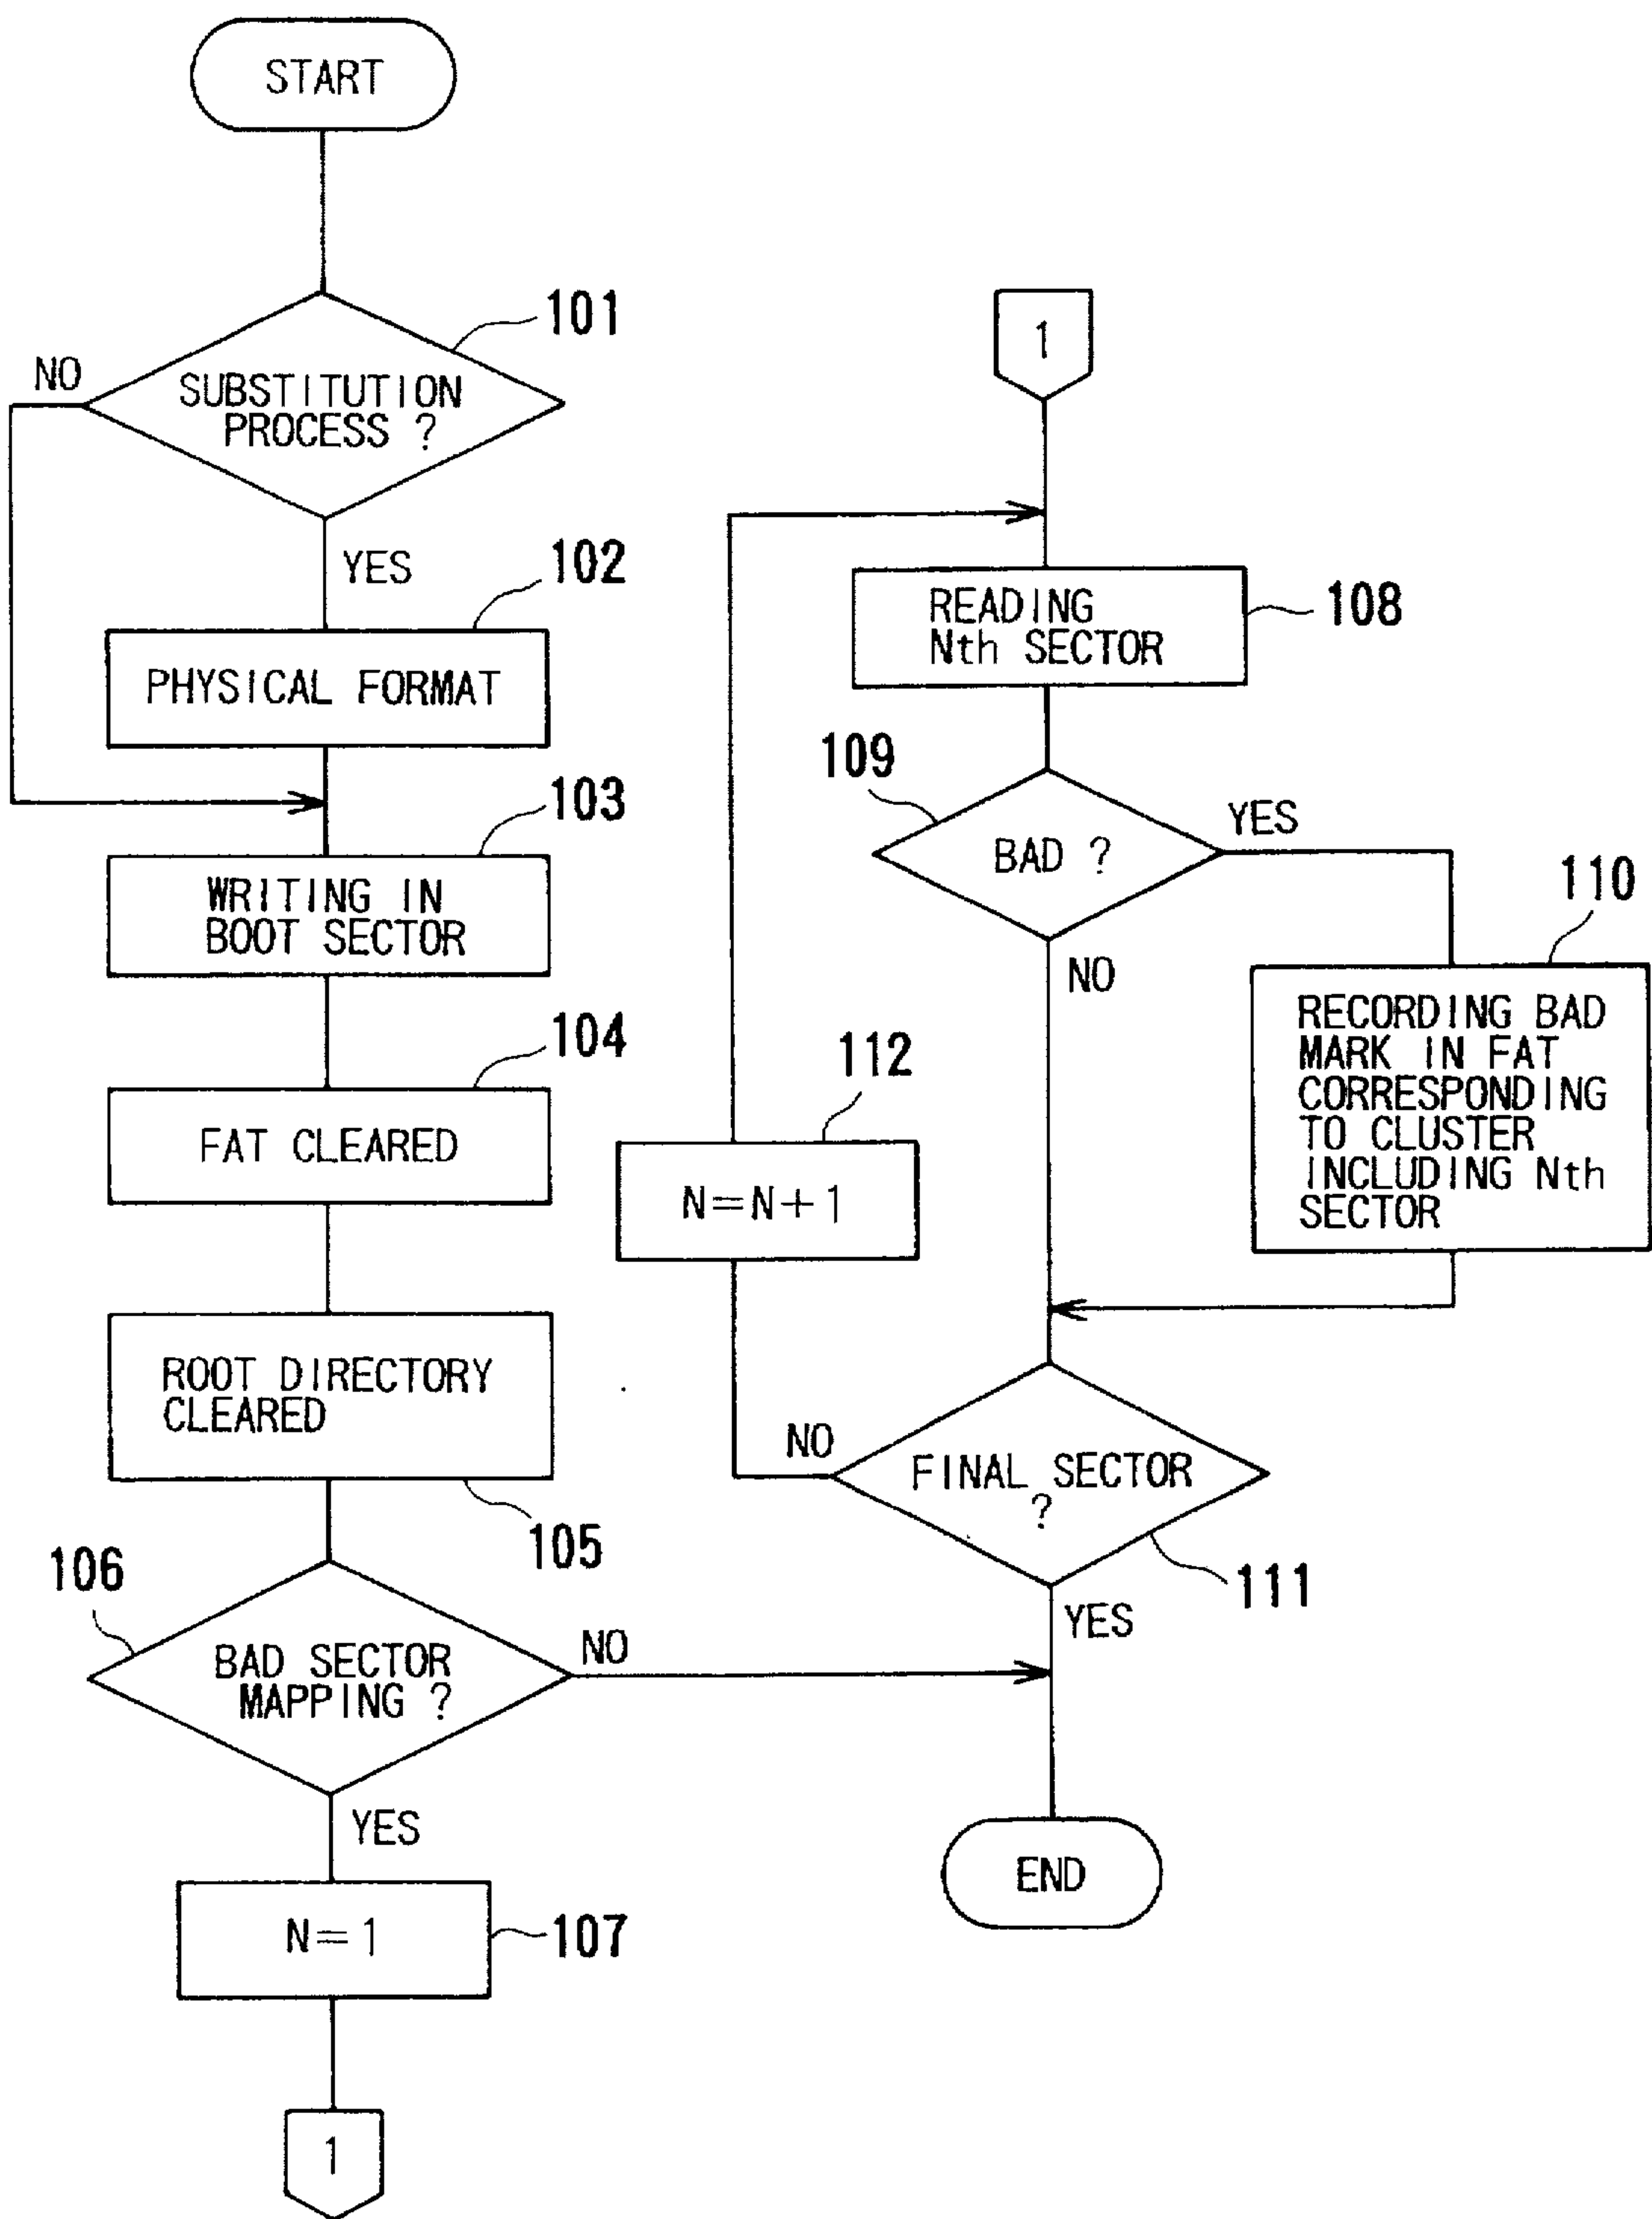 START
101
NO
SUBSTITUTION
PROCESS ?
YES
102
PHYSICAL FORMAT
103
WRITING IN
BOOT SECTOR
104
FAT CLEARED
ROOT DIRECTORY
CLEARED
105
106
BAD SECTOR
MAPPING ?
NO
YES
N=1
107
1
1
READING
Nth SECTOR
108
109
BAD ?
YES
NO
110
RECORDING BAD
MARK IN FAT
CORRESPONDING
TO CLUSTER
INCLUDING Nth
SECTOR
112
N=N+1
NO
FINAL SECTOR
?
111
YES
END